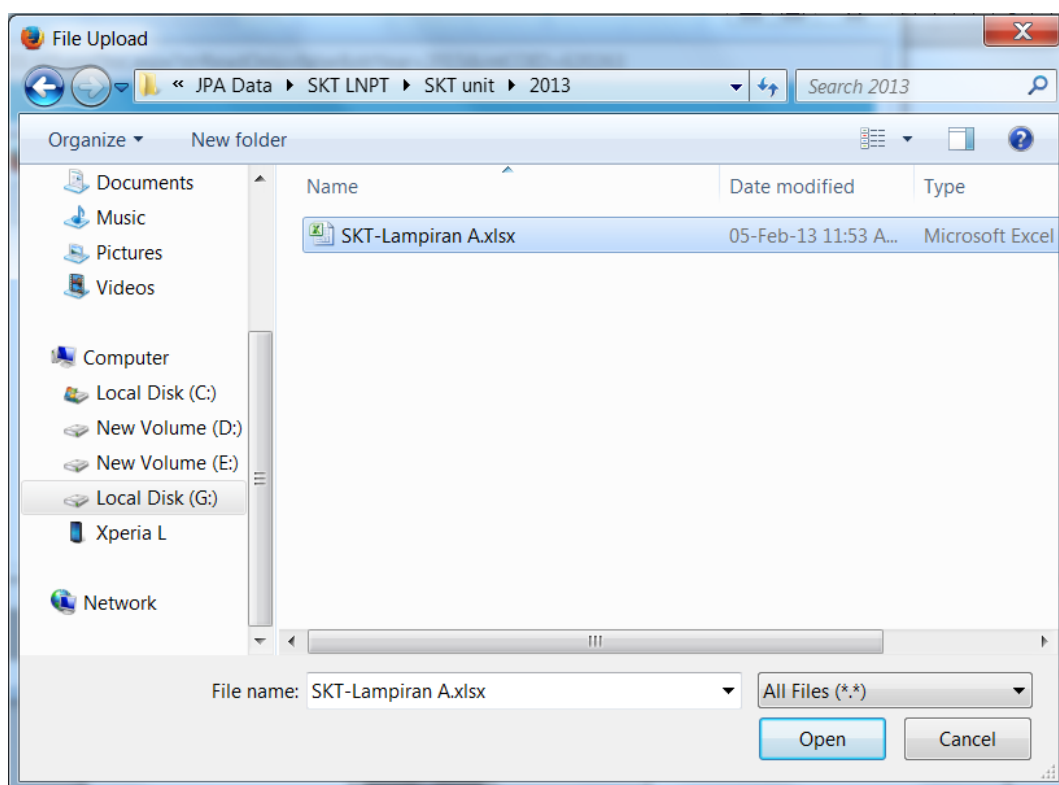 File Upload
« JPA Data ▸ SKT LNPT ▸ SKT unit ▸ 2013
Search 2013
Organize
New folder
Name
Date modified
Type
Documents
Music
Pictures
Videos
Computer
Local Disk (C:)
New Volume (D:)
New Volume (E:)
Local Disk (G:)
Xperia L
Network
SKT-Lampiran A.xlsx
05-Feb-13 11:53 A...
Microsoft Excel
File name:
SKT-Lampiran A.xlsx
All Files (*.*)
Open
Cancel